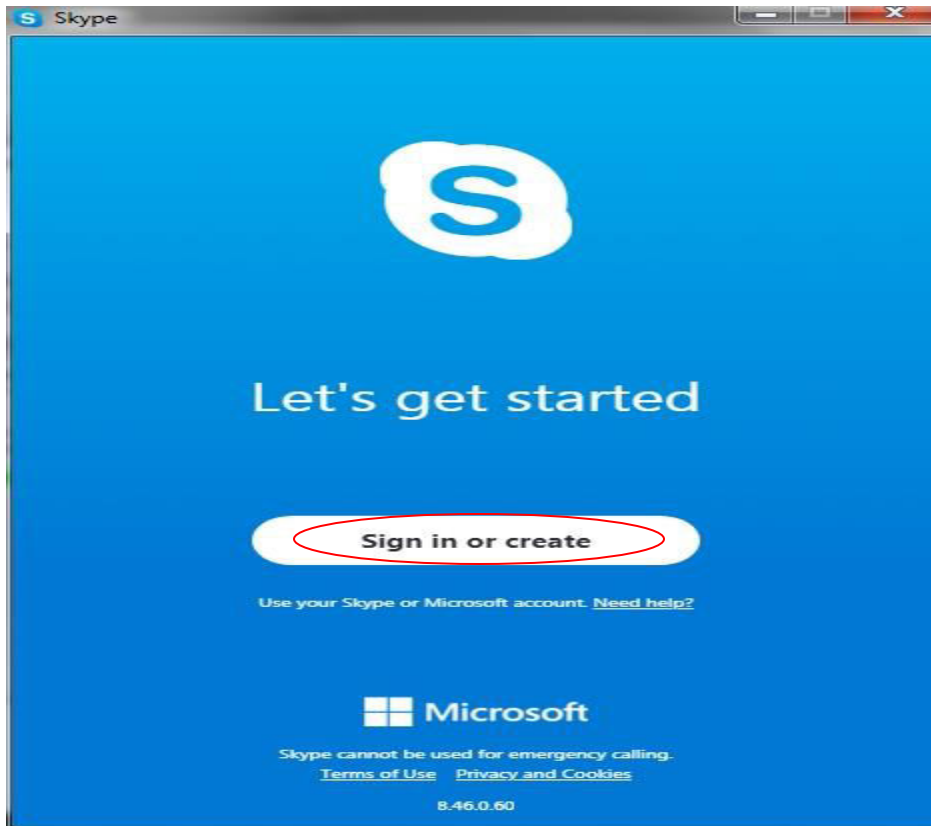 Skype
Let's get started
Sign in or create
Use your Skype or Microsoft account. Need help?
Microsoft
Skype cannot be used for emergency calling.
Terms of Use Privacy and Cookies
8.46.0.60